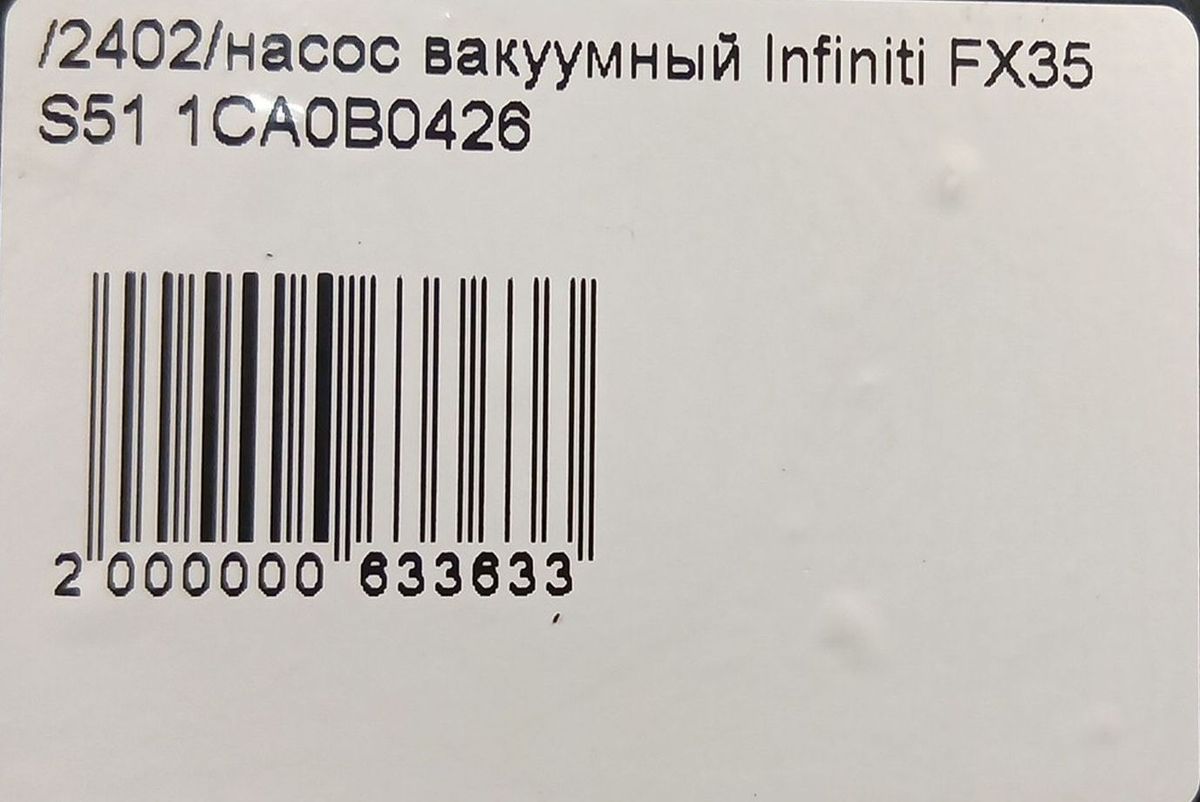 /2402/насос вакуумный Infiniti FX35
S51 1CA0B0426
2 000000 633633